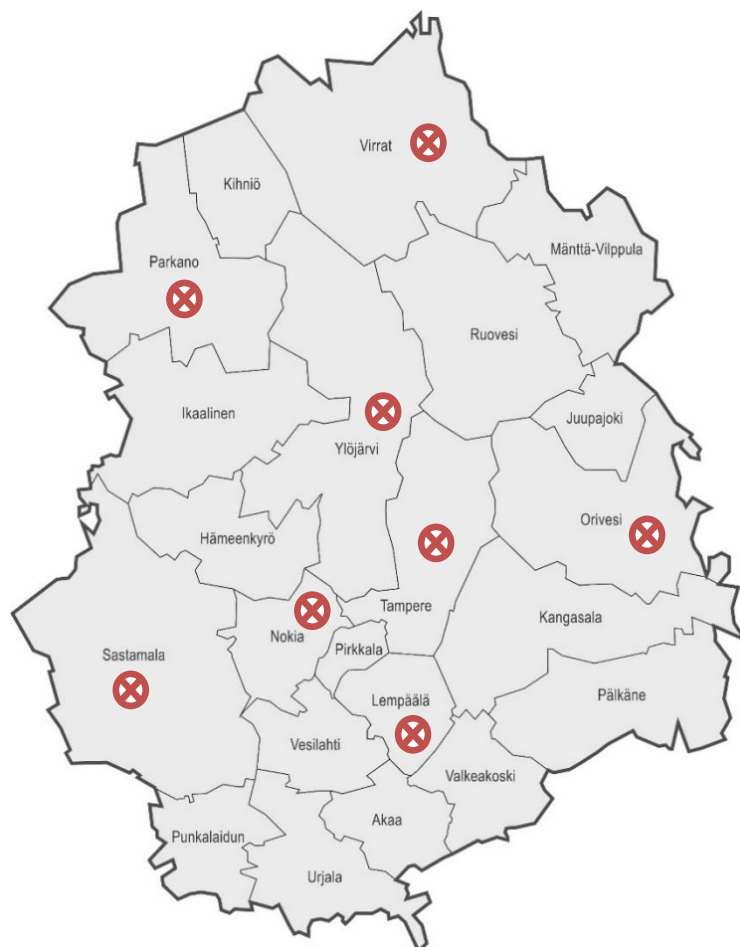 Virrat
Kihniö
Mänttä-Vilppula
Parkano
Ruovesi
Ikaalinen
Juupajoki
Ylöjärvi
Orivesi
Hämeenkyrö
Tampere
Kangasala
Nokia
Pirkkala
Sastamala
Pälkäne
Lempäälä
Vesilahti
Valkeakoski
Akaa
Punkalaidun
Urjala